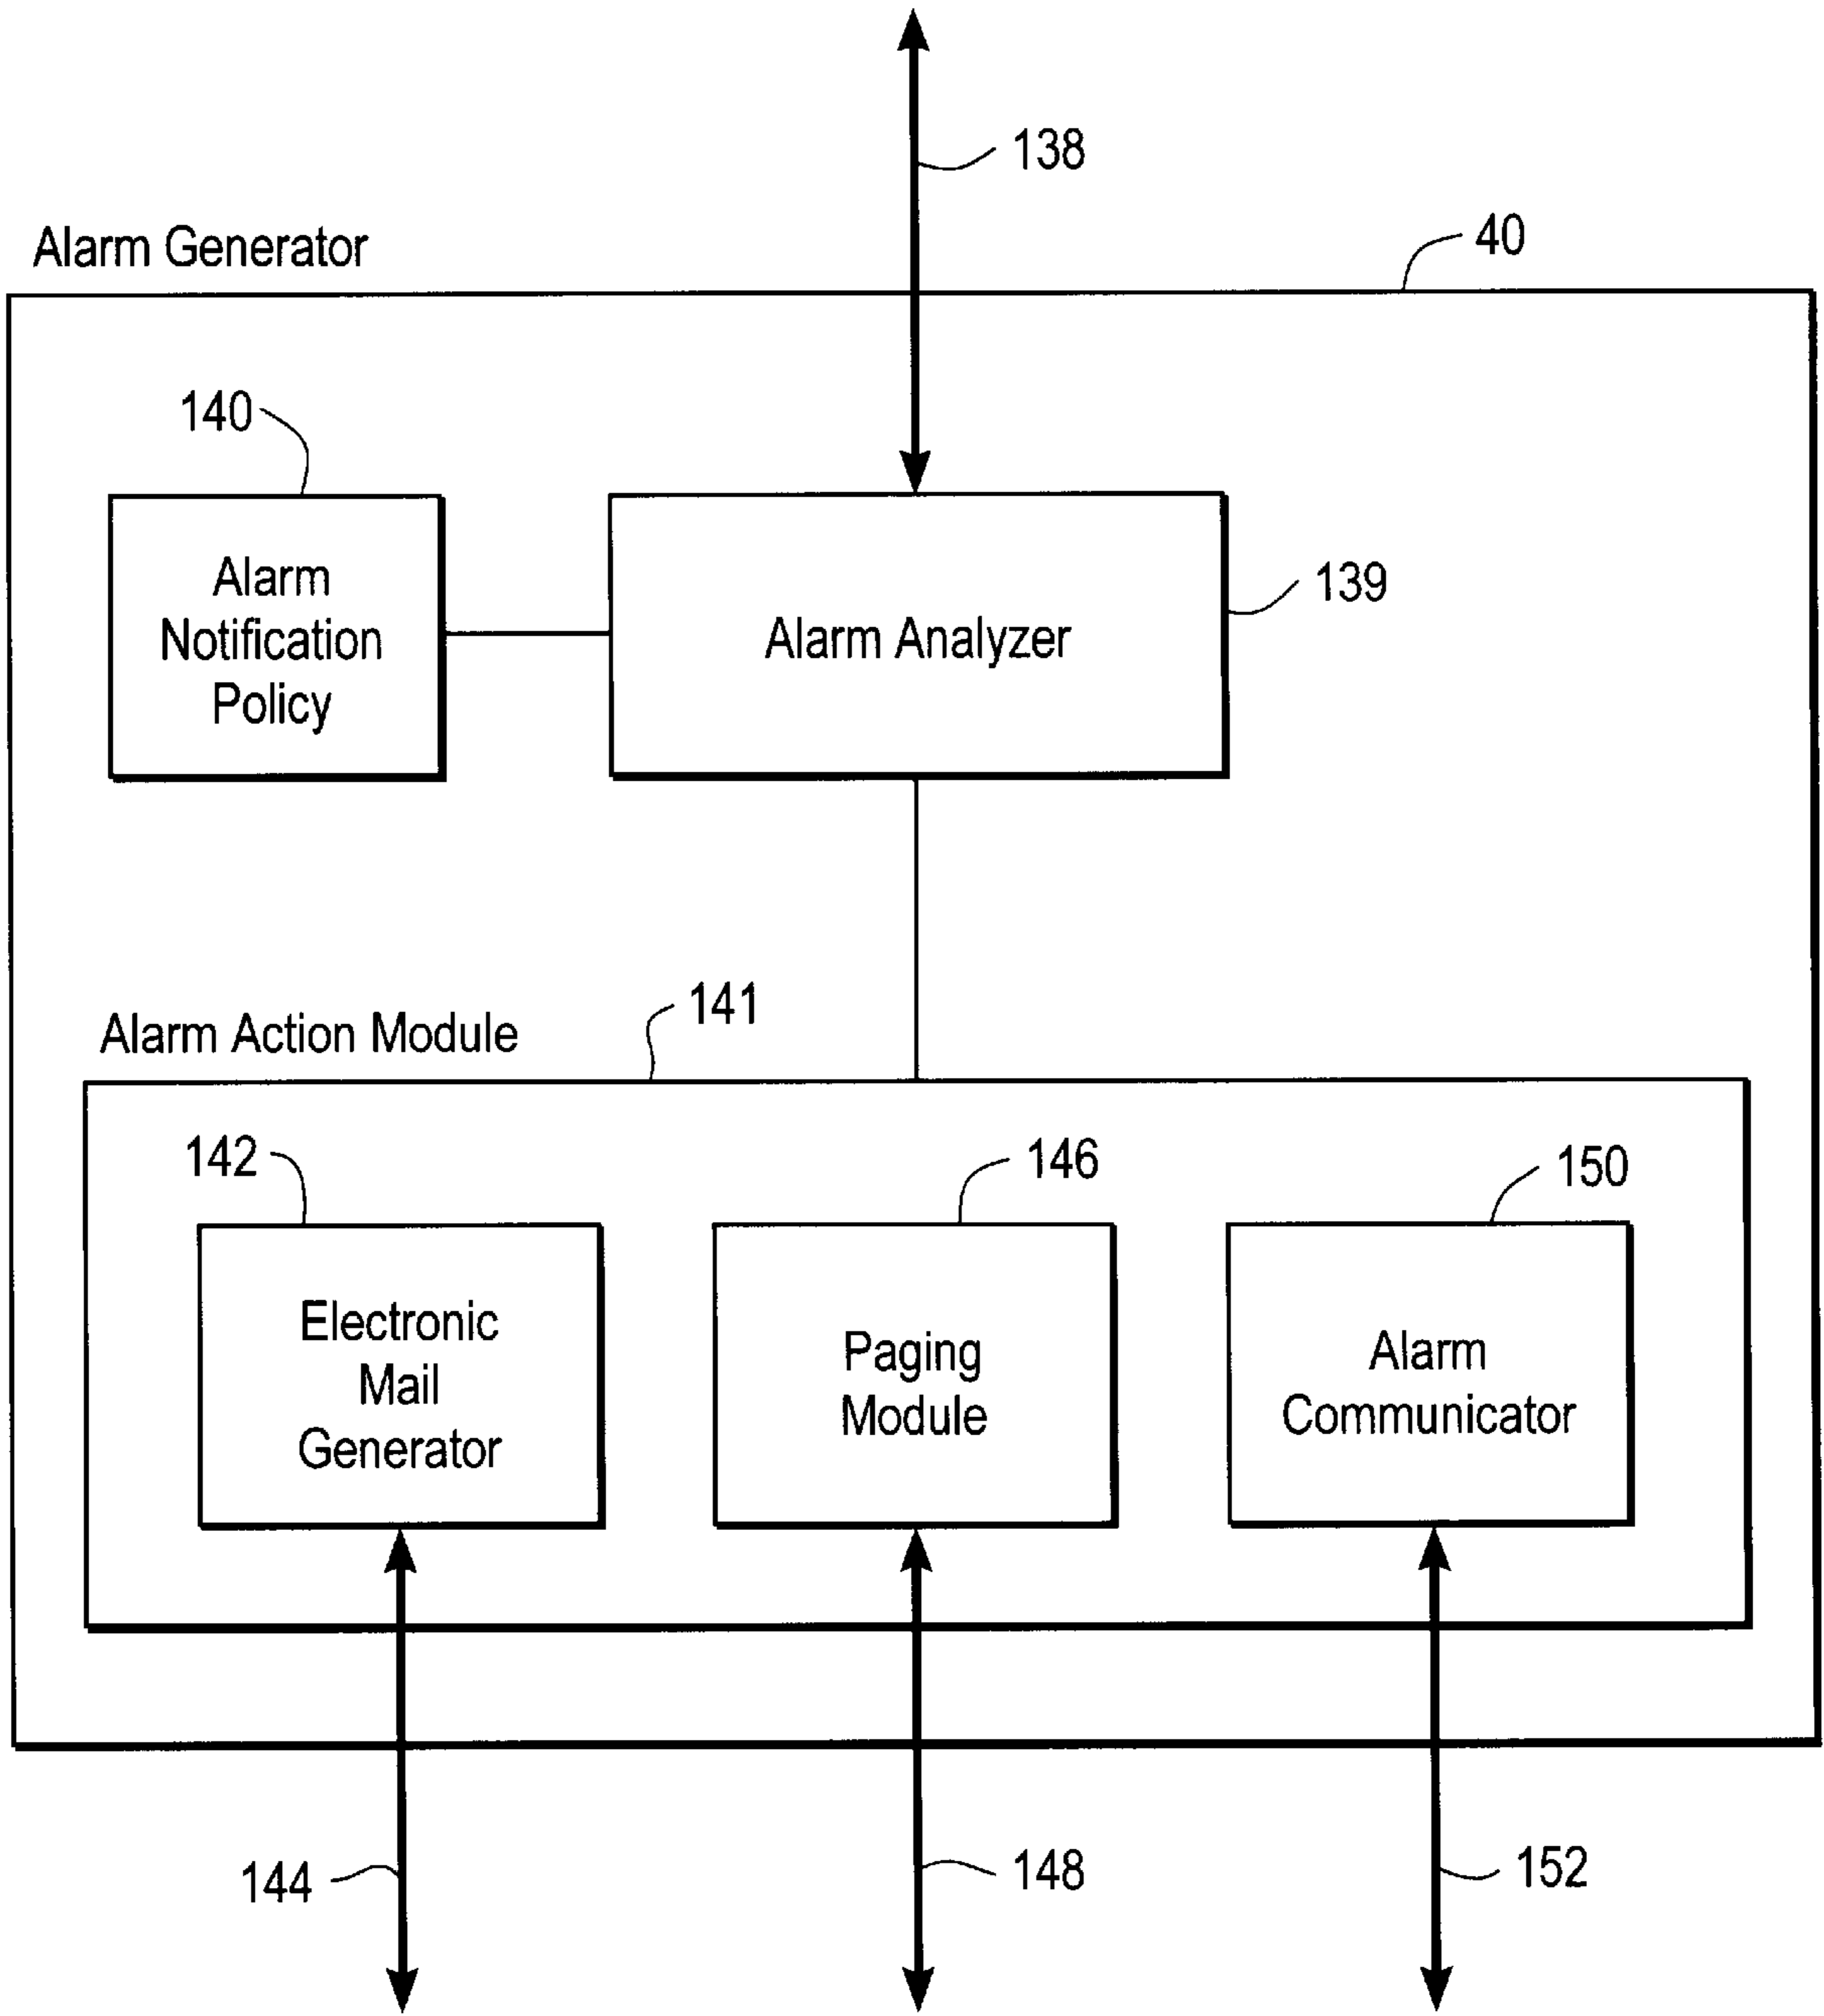 138
Alarm Generator
40
140
Alarm
Notification
Policy
Alarm Analyzer
139
Alarm Action Module
141
142
146
150
Electronic
Mail
Generator
Paging
Module
Alarm
Communicator
144
148
152